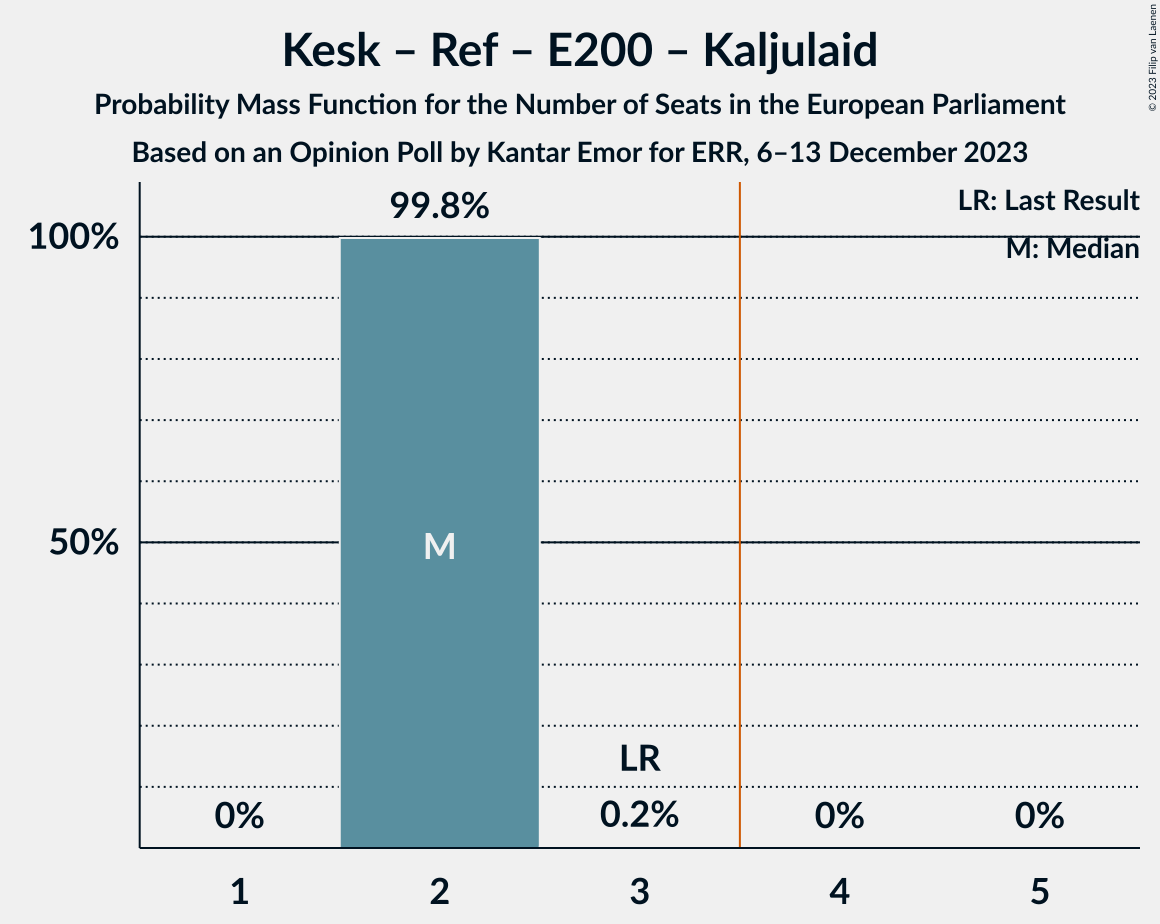 Kesk – Ref – E200 – Kaljulaid
Probability Mass Function for the Number of Seats in the European Parliament
Based on an Opinion Poll by Kantar Emor for ERR, 6–13 December 2023
© 2023 Filip van Laenen
LR: Last Result
M: Median
99.8%
100%
50%
M
LR
0%
0.2%
0%
0%
1
2
3
4
5